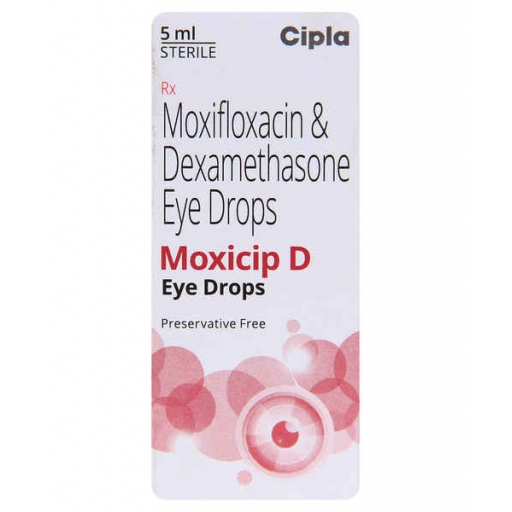 5 ml
STERILE
Cipla
Rx
Moxifloxacin &
Dexamethasone
Eye Drops
Moxicip D
Eye Drops
Preservative Free